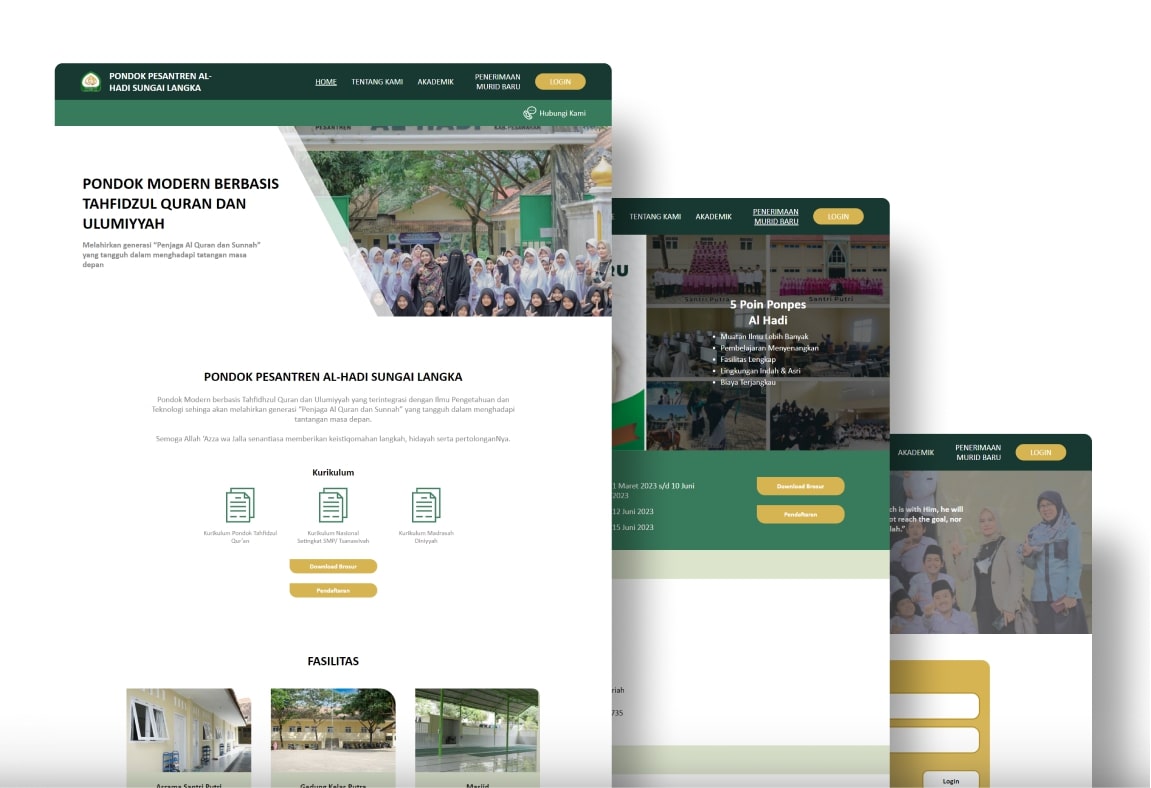 PONDOK PESANTREN AL-
HADI SUNGAI LANGKA
HOME
TENTANG KAMI
AKADEMIK
PENERIMAAN
MURID BARU
LOGIN
Hubungi Kami
PONDOK MODERN BERBASIS
TAHFIDZUL QURAN DAN
ULUMIYYAH
Melahirkan generasi “Penjaga Al Quran dan Sunnah”
yang tangguh dalam menghadapi tatangan masa
depan
PONDOK PESANTREN AL-HADI SUNGAI LANGKA
Pondok Modern berbasis Tahfidhzul Quran dan Ulumiyyah yang terintegrasi dengan Ilmu Pengetahuan dan
Teknologi sehinga akan melahirkan generasi “Penjaga Al Quran dan Sunnah” yang tangguh dalam menghadapi
tantangan masa depan.
Semoga Allah ‘Azza wa Jalla senantiasa memberikan keistiqomahan langkah, hidayah serta pertolonganNya.
Kurikulum
Kurikulum Pondok Tahfidzul
Qur’an
Kurikulum Nasional
Setingkat SMP/ Tsanawiyah
Kurikulum Madrasah
Diniyyah
Download Brosur
Pendaftaran
FASILITAS
Asrama Santri Putri
Gedung Kelas Putra
Masjid
TENTANG KAMI
AKADEMIK
PENERIMAAN
MURID BARU
LOGIN
RU
Santri Putra
Santri Putri
5 Poin Ponpes
Al Hadi
Muatan Ilmu Lebih Banyak
Pembelajaran Menyenangkan
Fasilitas Lengkap
Lingkungan Indah & Asri
Biaya Terjangkau
1 Maret 2023 s/d 10 Juni
2023
12 Juni 2023
15 Juni 2023
Download Brosur
Pendaftaran
riah
735
AKADEMIK
PENERIMAAN
MURID BARU
LOGIN
ch is with Him, he will
ot reach the goal, nor
lah.”
Login